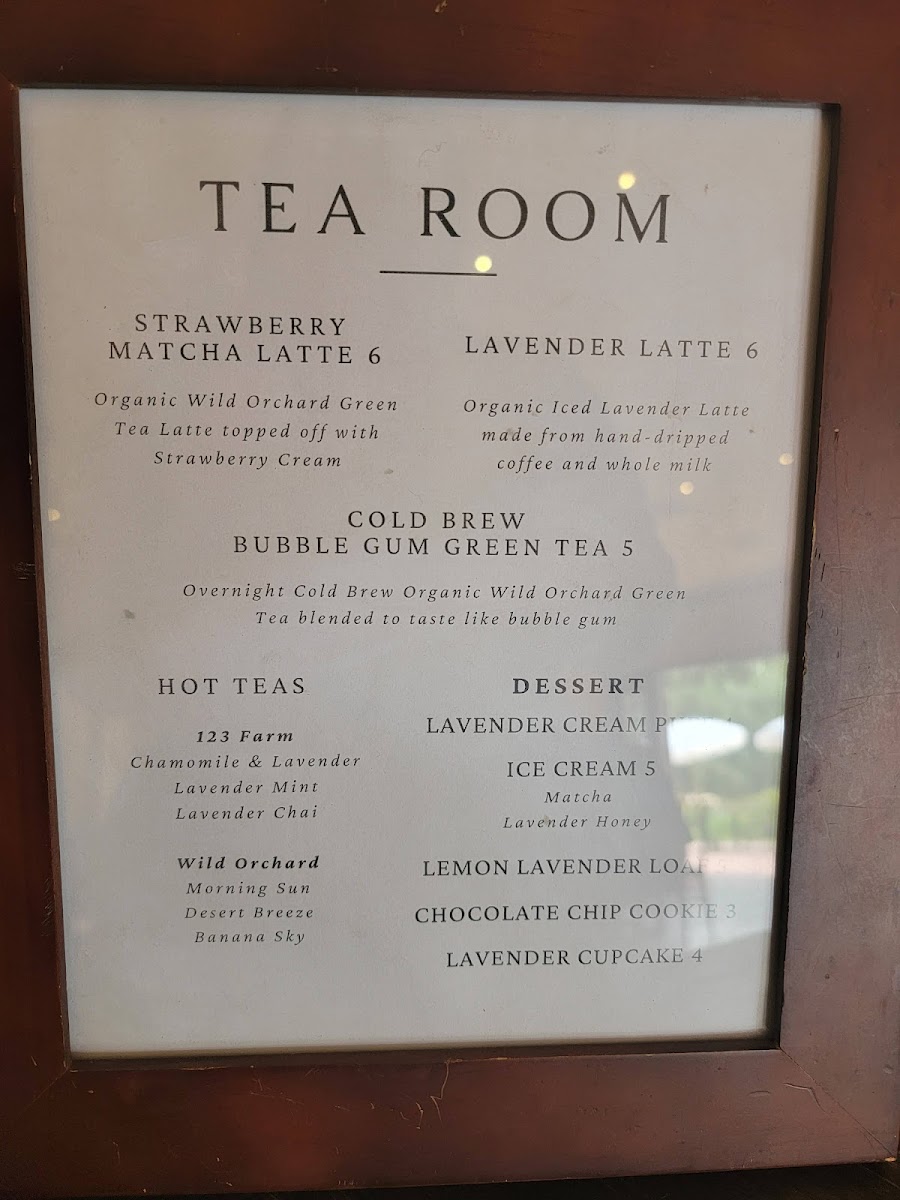 TEA ROOM
STRAWBERRY
MATCHA LATTE 6
Organic Wild Orchard Green
Tea Latte topped off with
Strawberry Cream
LAVENDER LATTE 6
Organic Iced Lavender Latte
made from hand-dripped
coffee and whole milk
COLD BREW
BUBBLE GUM GREEN TEA 5
Overnight Cold Brew Organic Wild Orchard Green
Tea blended to taste like bubble gum
HOT TEAS
123 Farm
Chamomile & Lavender
Lavender Mint
Lavender Chai
Wild Orchard
Morning Sun
Desert Breeze
Banana Sky
DESSERT
LAVENDER CREAM
ICE CREAM 5
Matcha
Lavender Honey
LEMON LAVENDER LOAF
CHOCOLATE CHIP COOKIE 3
LAVENDER CUPCAKE 4